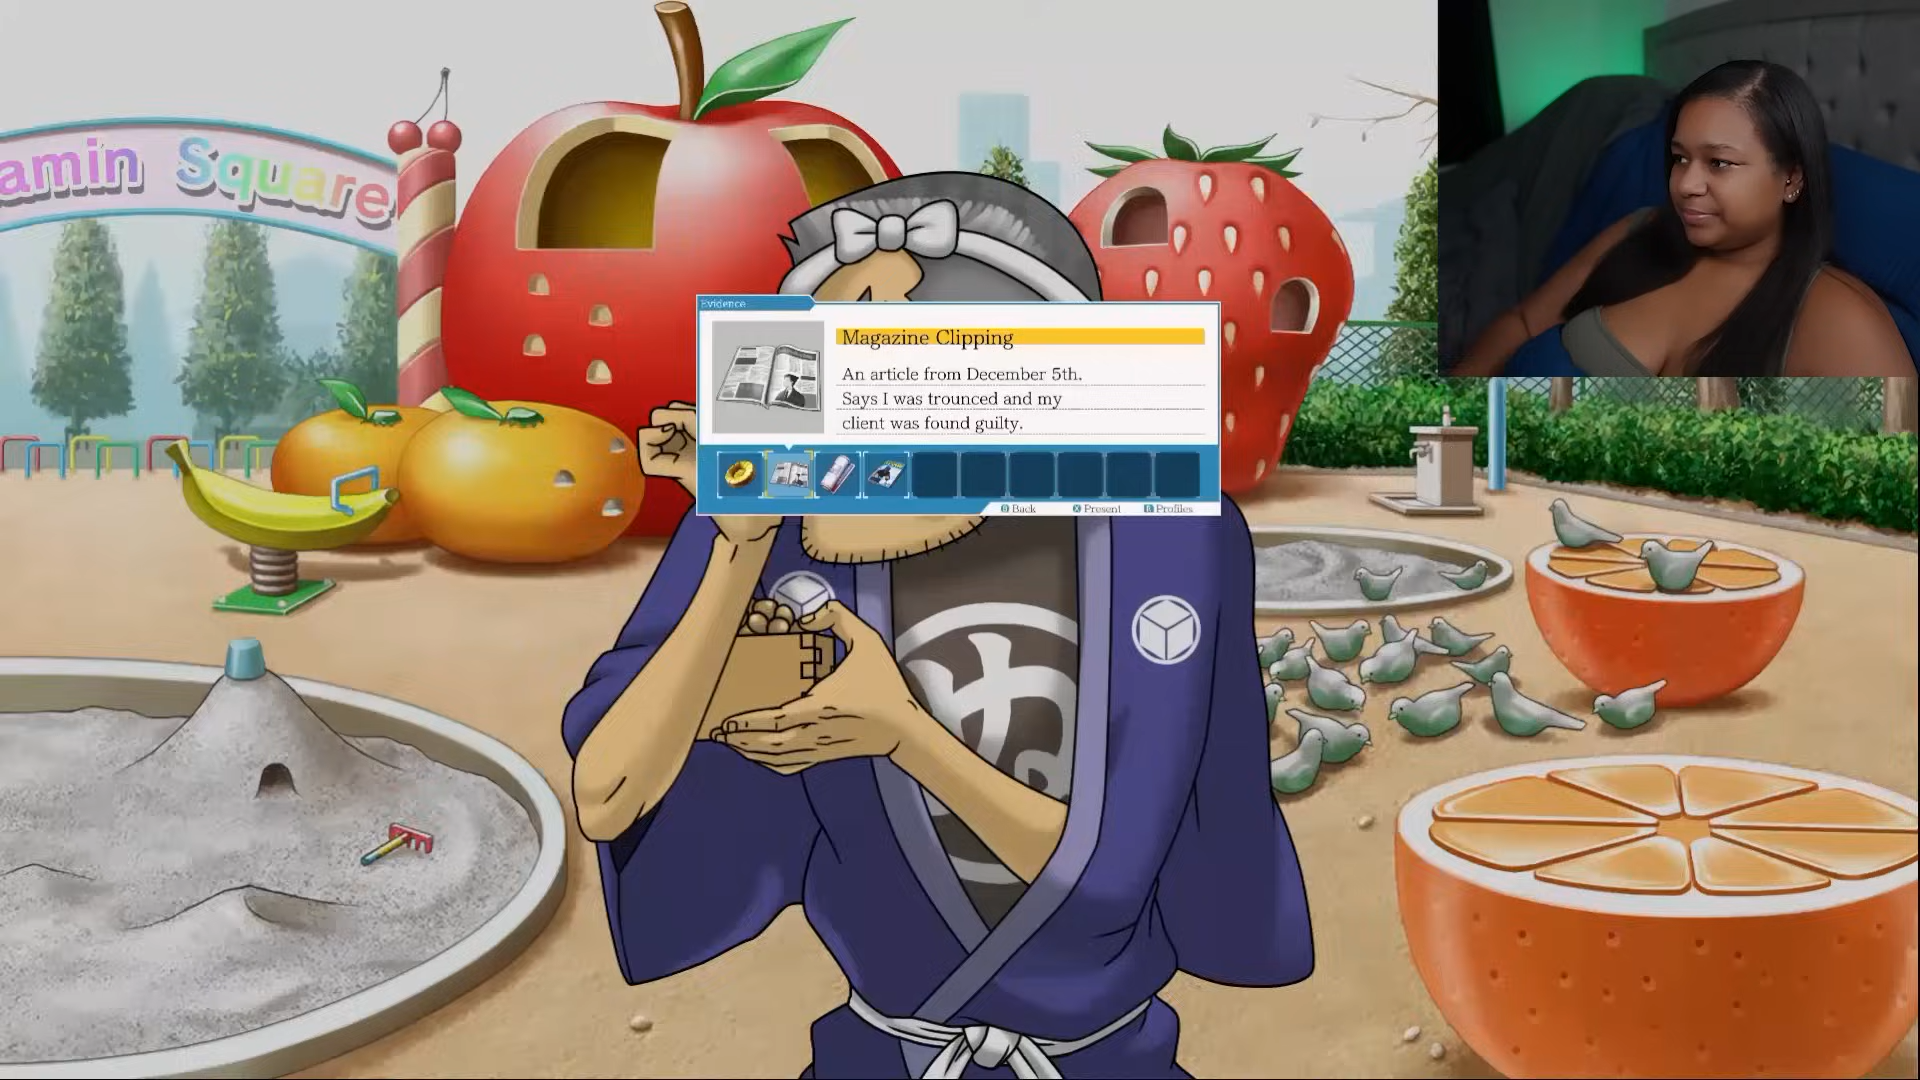 amin Square
Evidence
Magazine Clipping
An article from December 5th.
Says I was trounced and my
client was found guilty.
B Back
X Present
R Profiles
め